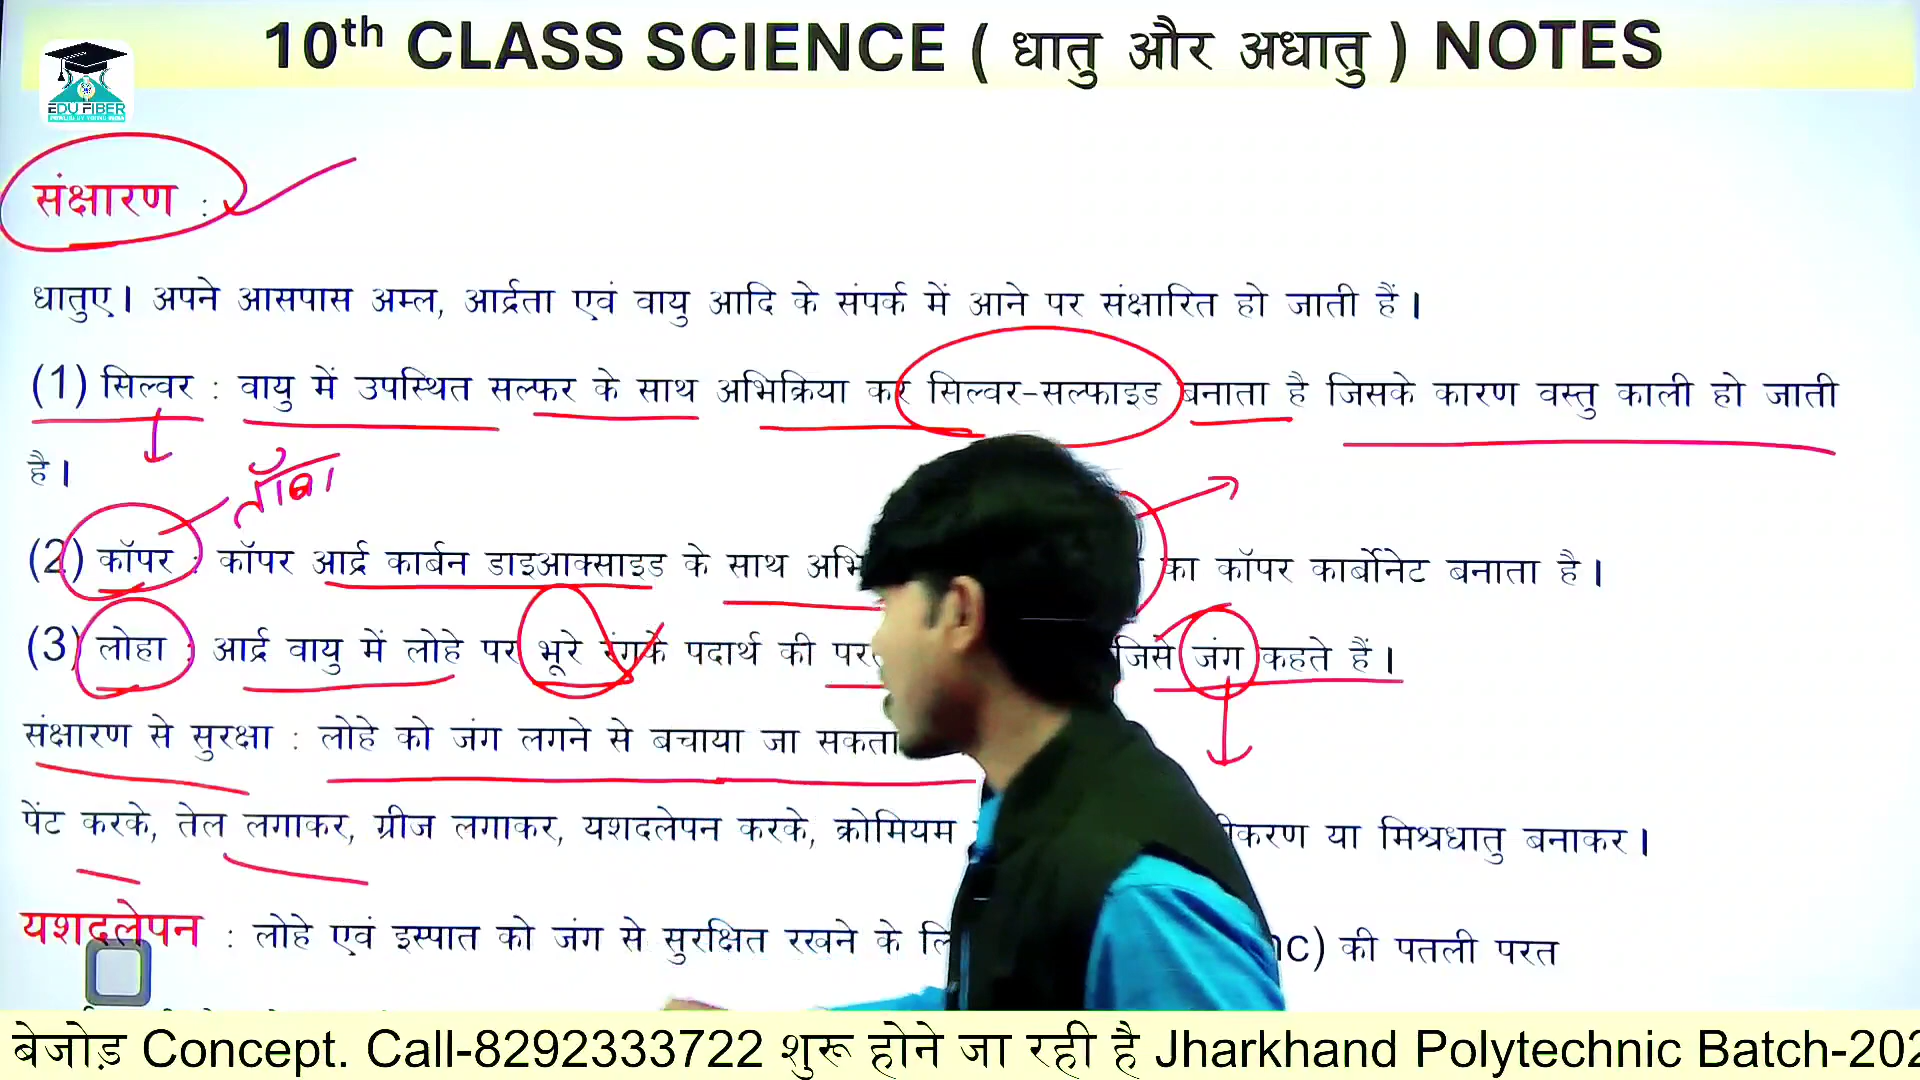 10th CLASS SCIENCE ( धातु और अधातु ) NOTES
EDU FIBER
संक्षारण :
धातुए। अपने आसपास अम्ल, आर्द्रता एवं वायु आदि के संपर्क में आने पर संक्षारित हो जाती हैं।
(1) सिल्वर : वायु में उपस्थित सल्फर के साथ अभिक्रिया कर सिल्वर-सल्फाइड बनाता है जिसके कारण वस्तु काली हो जाती
है।
ताँबा
(2) कॉपर : कॉपर आर्द्र कार्बन डाइआक्साइड के साथ का कॉपर कार्बोनेट बनाता है।
(3) लोहा : आर्द्र वायु में लोहे पर भूरे रंगके पदार्थ की जिसे जंग कहते हैं।
संक्षारण से सुरक्षा : लोहे को जंग लगने से बचाया जा सकता
पेंट करके, तेल लगाकर, ग्रीज लगाकर, यशदलेपन करके, क्रोमियम या मिश्रधातु बनाकर।
यशदलेपन : लोहे एवं इस्पात को जंग से सुरक्षित रखने के की पतली परत
बेजोड़ Concept. Call-8292333722 शुरू होने जा रही है Jharkhand Polytechnic Batch-202